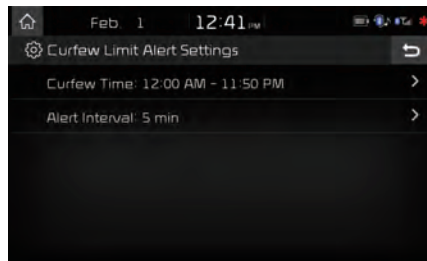 Feb. 1 12:41 PM
Curfew Limit Alert Settings
Curfew Time: 12:00 AM - 11:50 PM
Alert Interval: 5 min